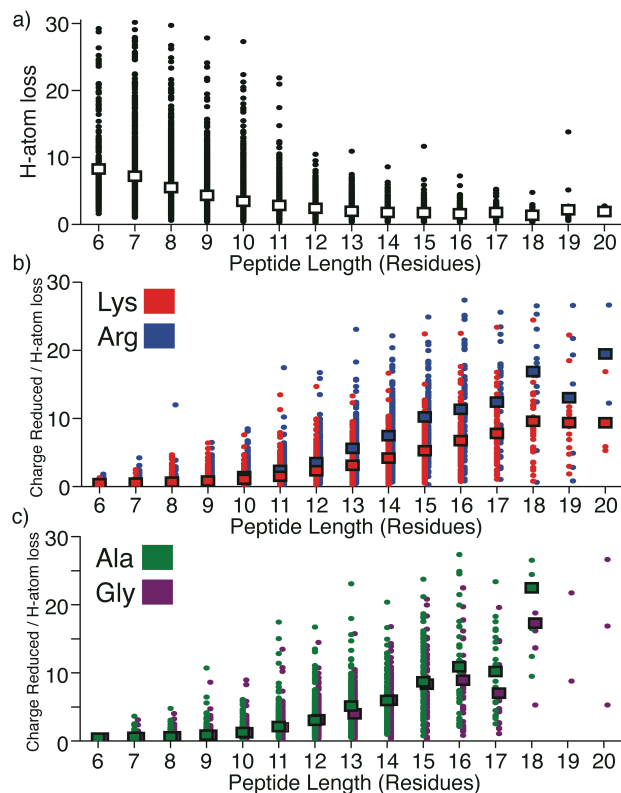 a)
H-atom loss
30
20
10
0
6 7 8 9 10 11 12 13 14 15 16 17 18 19 20
Peptide Length (Residues)
b)
Charge Reduced / H-atom loss
30
20
10
0
Lys
Arg
6 7 8 9 10 11 12 13 14 15 16 17 18 19 20
Peptide Length (Residues)
c)
Charge Reduced / H-atom loss
30
20
10
0
Ala
Gly
6 7 8 9 10 11 12 13 14 15 16 17 18 19 20
Peptide Length (Residues)